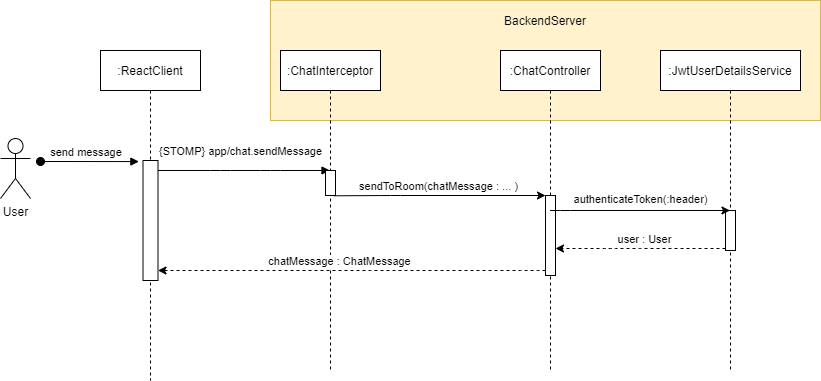 BackendServer
:ReactClient
:ChatInterceptor
:ChatController
:JwtUserDetailsService
send message
{STOMP} app/chat.sendMessage
sendToRoom(chatMessage : ... )
authenticateToken(:header)
User
user : User
chatMessage : ChatMessage